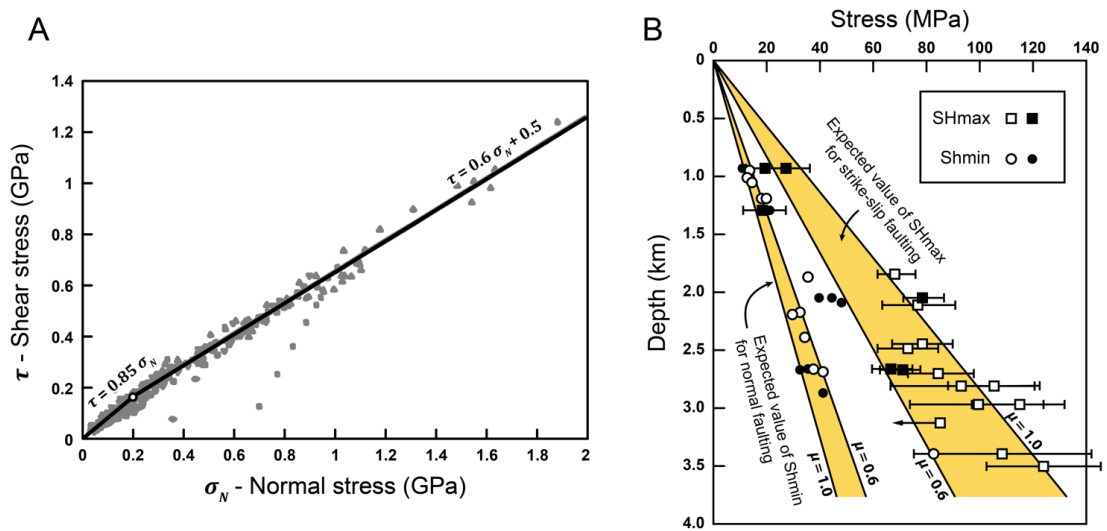 A
τ - Shear stress (GPa)
1.4
1.2
1.0
0.8
0.6
0.4
0.2
0
τ = 0.6 σN + 0.5
τ = 0.85 σN
0
0.2
0.4
0.6
0.8
1.0
1.2
1.4
1.6
1.8
2
σN - Normal stress (GPa)
B
Stress (MPa)
0
20
40
60
80
100
120
140
Depth (km)
0
0.5
1.0
1.5
2.0
2.5
3.0
3.5
4.0
SHmax
Shmin
Expected value of SHmax
for strike-slip faulting
Expected value of Shmin
for normal faulting
μ = 1.0
μ = 0.6
μ = 0.6
μ = 1.0